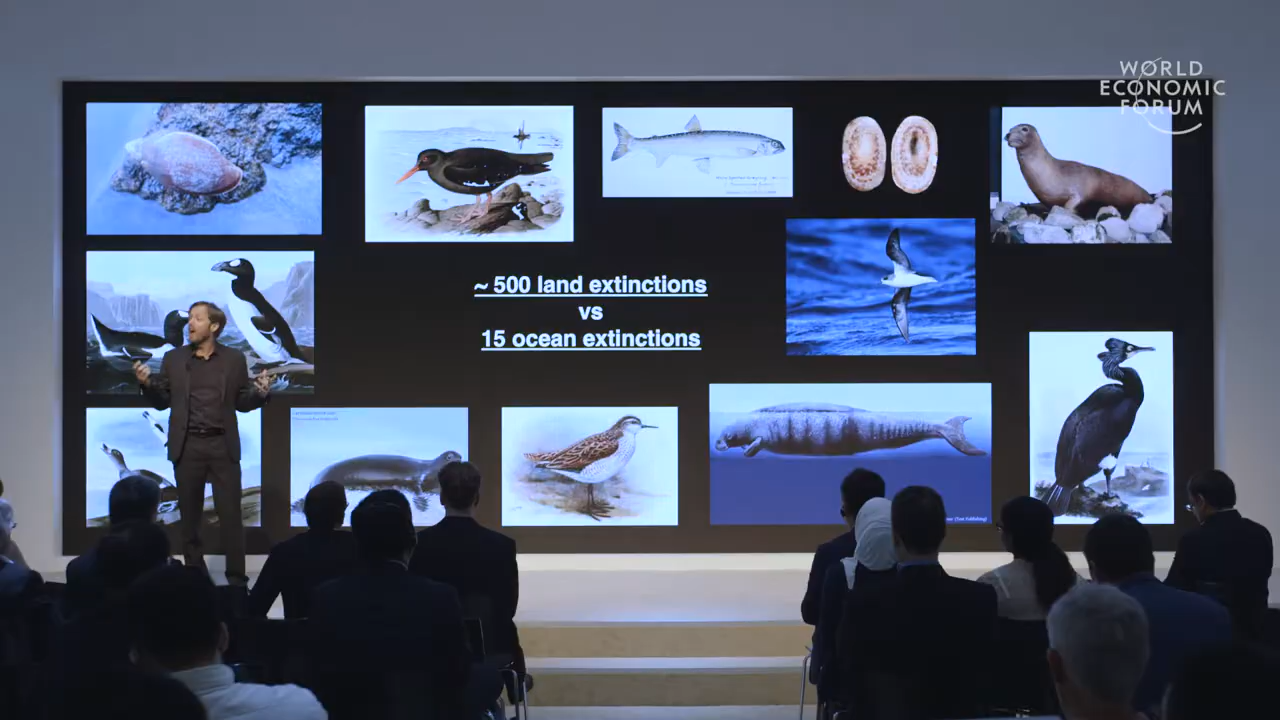 WORLD
ECONOMIC
FORUM
~ 500 land extinctions
vs
15 ocean extinctions